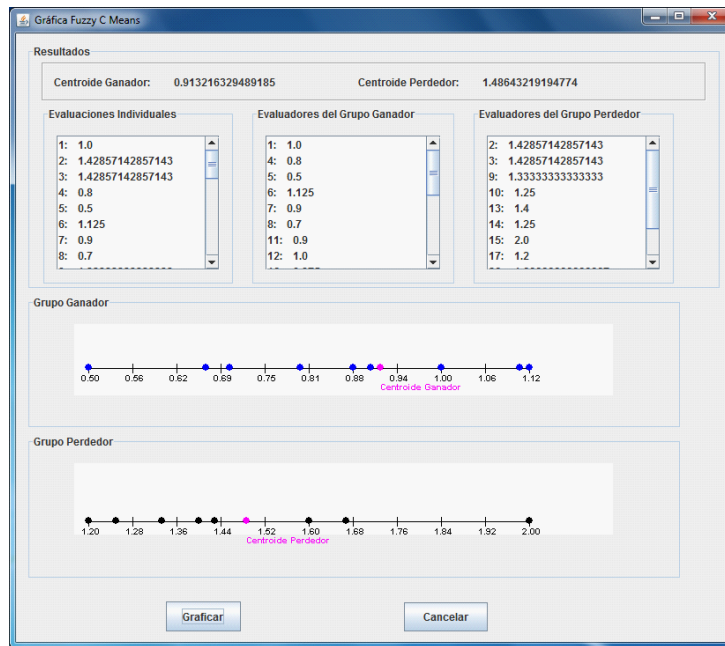 Gráfica Fuzzy C Means
Resultados
Centroide Ganador: 0.913216329489185 Centroide Perdedor: 1.48643219194774
Evaluaciones Individuales
1: 1.0
2: 1.42857142857143
3: 1.42857142857143
4: 0.8
5: 0.5
6: 1.125
7: 0.9
8: 0.7
Evaluadores del Grupo Ganador
1: 1.0
4: 0.8
5: 0.5
6: 1.125
7: 0.9
8: 0.7
11: 0.9
12: 1.0
Evaluadores del Grupo Perdedor
2: 1.42857142857143
3: 1.42857142857143
9: 1.33333333333333
10: 1.25
13: 1.4
14: 1.25
15: 2.0
17: 1.2
Grupo Ganador
0.50 0.56 0.62 0.69 0.75 0.81 0.88 0.94 1.00 1.06 1.12
Centroide Ganador
Grupo Perdedor
1.20 1.28 1.36 1.44 1.52 1.60 1.68 1.76 1.84 1.92 2.00
Centroide Perdedor
Graficar Cancelar